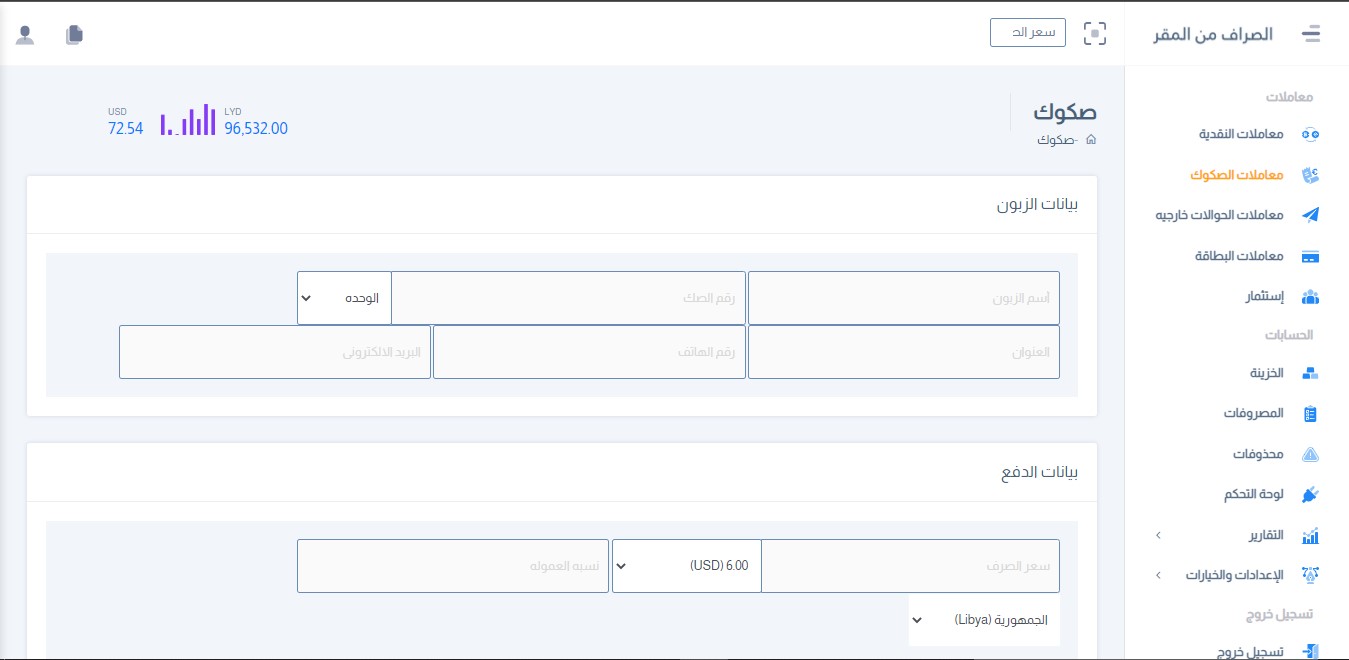 الصراف من المقر
سعر الد
معاملات
معاملات النقدية
معاملات الصكوك
معاملات الحوالات خارجيه
معاملات البطاقة
إستثمار
الحسابات
الخزينة
المصروفات
محذوفات
لوحة التحكم
التقارير
الإعدادات والخيارات
تسجيل خروج
تسجيل خروج
صكوك
-صكوك
LYD
96,532.00
USD
72.54
بيانات الزبون
أسم الزبون
رقم الصك
الوحده
العنوان
رقم الهاتف
البريد الالكتروني
بيانات الدفع
سعر الصرف
6.00 (USD)
نسبه العموله
الجمهورية (Libya)